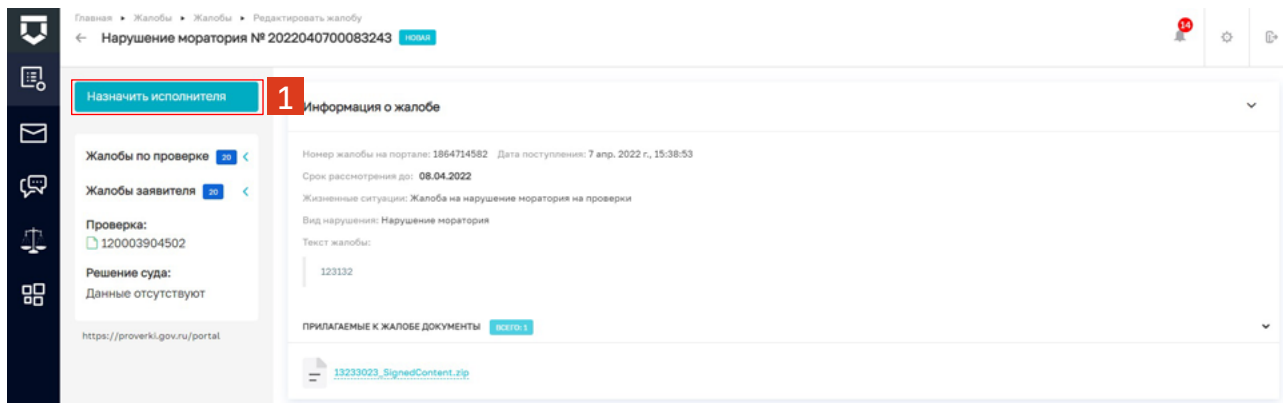 Главная ▸ Жалобы ▸ Жалобы ▸ Редактировать жалобу
← Нарушение моратория № 2022040700083243 НОВАЯ
14
Назначить исполнителя
1
Информация о жалобе
Жалобы по проверке 20
Жалобы заявителя 20
Проверка:
120003904502
Решение суда:
Данные отсутствуют
https://proverki.gov.ru/portal
Номер жалобы на портале: 1864714582 Дата поступления: 7 апр. 2022 г., 15:38:53
Срок рассмотрения до: 08.04.2022
Жизненные ситуации: Жалоба на нарушение моратория на проверки
Вид нарушения: Нарушение моратория
Текст жалобы:
123132
ПРИЛАГАЕМЫЕ К ЖАЛОБЕ ДОКУМЕНТЫ ВСЕГО: 1
13233023_SignedContent.zip